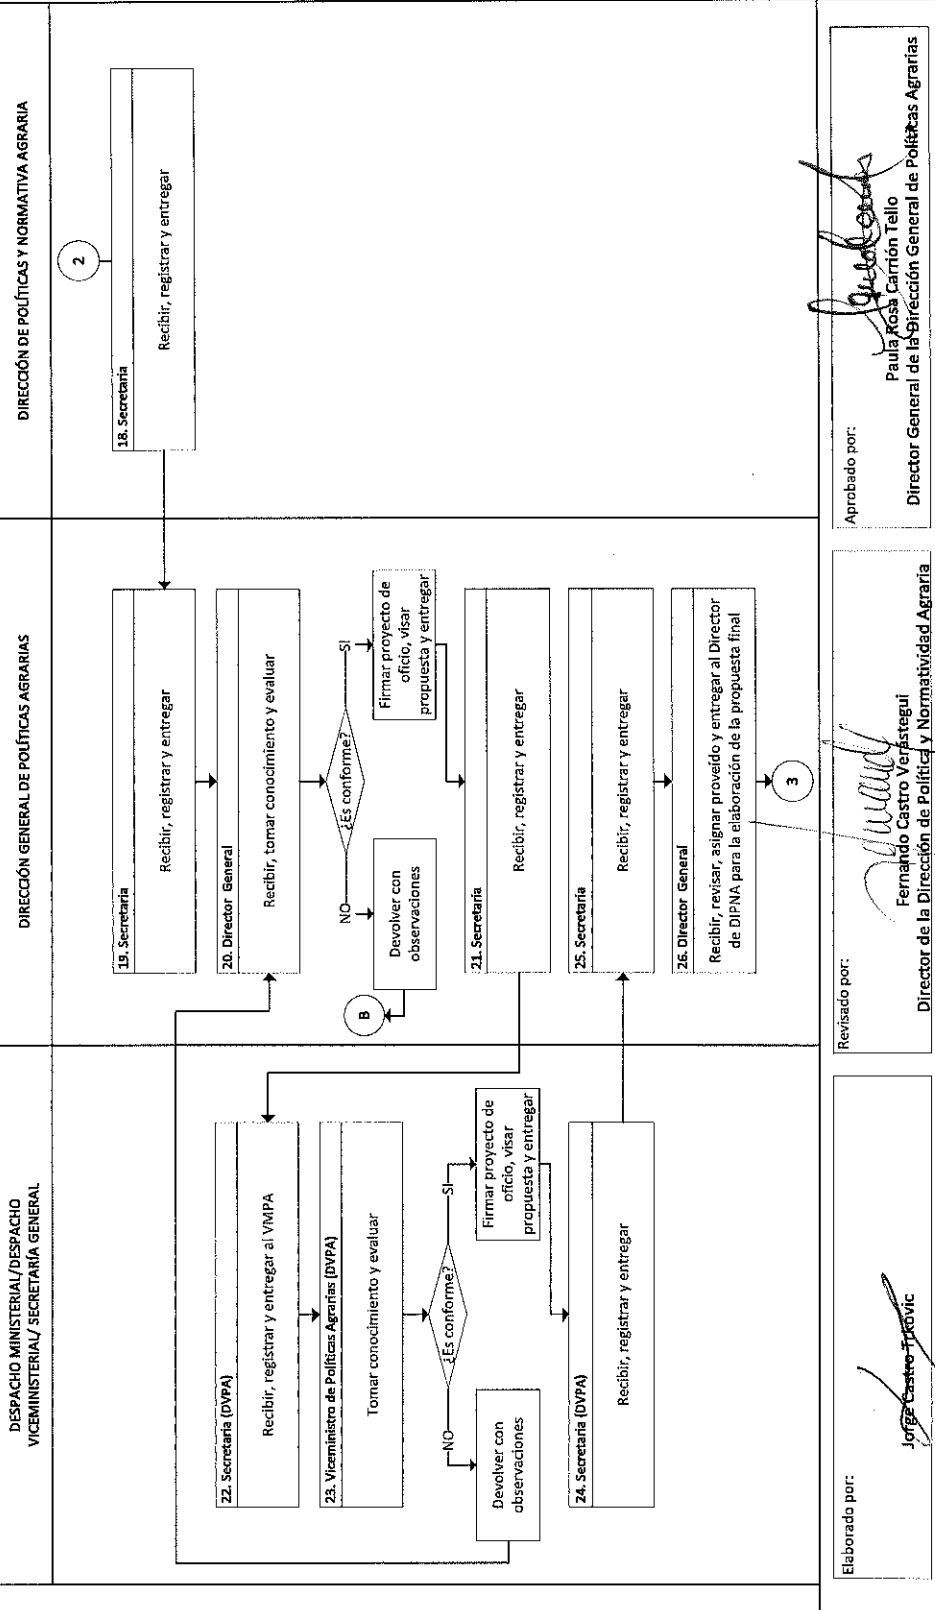 DESPACHO MINISTERIAL/DESPACHO
VICEMINISTERIAL/ SECRETARÍA GENERAL
DIRECCIÓN GENERAL DE POLÍTICAS AGRARIAS
DIRECCIÓN DE POLÍTICAS Y NORMATIVA AGRARIA
2
18. Secretaria
Recibir, registrar y entregar
19. Secretaria
Recibir, registrar y entregar
20. Director General
Recibir, tomar conocimiento y evaluar
¿Es conforme?
NO
SI
Devolver con
observaciones
B
Firmar proyecto de
oficio, visar
propuesta y entregar
21. Secretaria
Recibir, registrar y entregar
22. Secretaria (DVPA)
Recibir, registrar y entregar al VMPA
23. Viceministro de Políticas Agrarias (DVPA)
Tomar conocimiento y evaluar
¿Es conforme?
NO
SI
Devolver con
observaciones
Firmar proyecto de
oficio, visar
propuesta y entregar
24. Secretaria (DVPA)
Recibir, registrar y entregar
25. Secretaria
Recibir, registrar y entregar
26. Director General
Recibir, revisar, asignar proveído y entregar al Director
de DIPNA para la elaboración de la propuesta final
3
Elaborado por:
Jorge Castro Trkovic
Revisado por:
Fernando Castro Verástegui
Director de la Dirección de Política y Normatividad Agraria
Aprobado por:
Paula Rosa Carrión Tello
Director General de la Dirección General de Políticas Agrarias